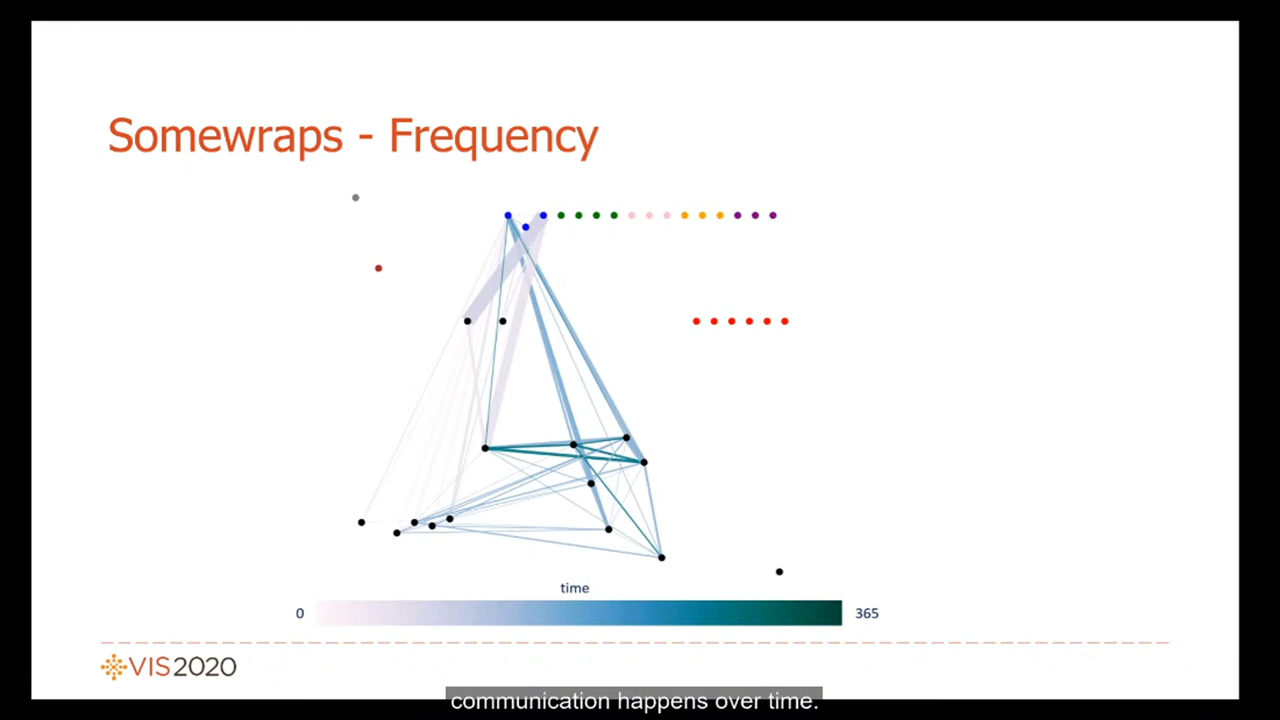 Somewraps - Frequency
time
0
365
VIS2020
communication happens over time.